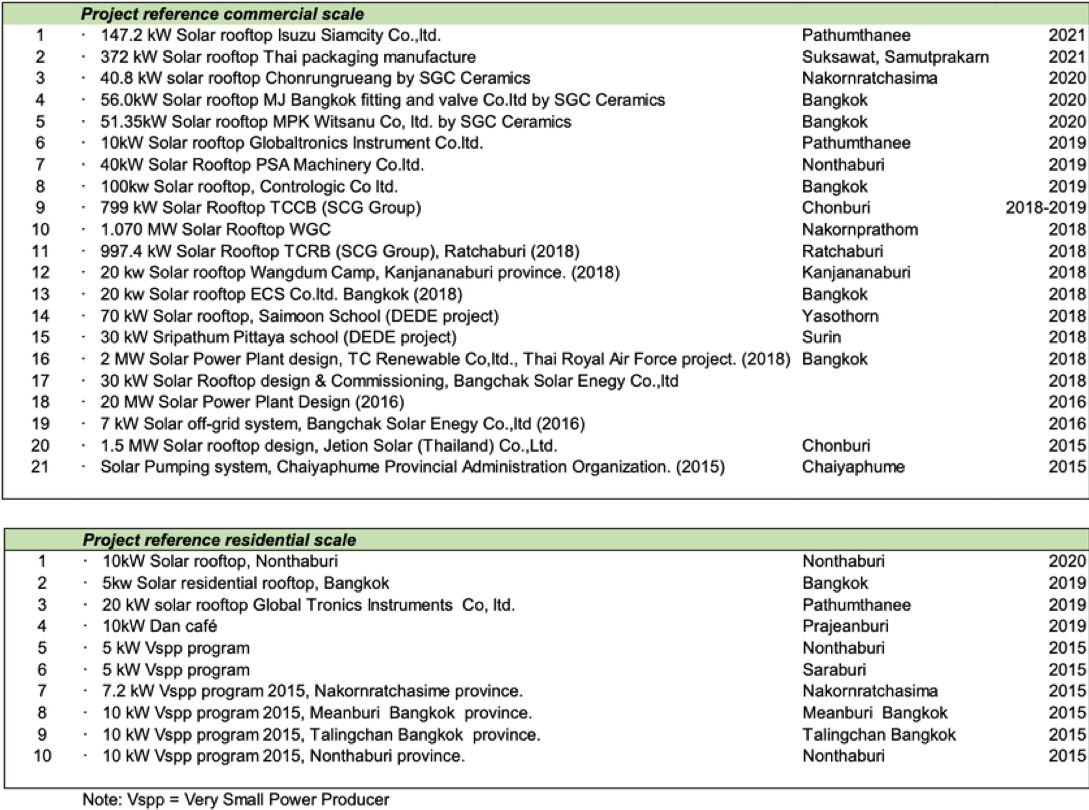 Project reference commercial scale
1 · 147.2 kW Solar rooftop Isuzu Siamcity Co.,ltd. Pathumthanee 2021
2 · 372 kW Solar rooftop Thai packaging manufacture Suksawat, Samutprakarn 2021
3 · 40.8 kW solar rooftop Chonrungrueang by SGC Ceramics Nakornratchasima 2020
4 · 56.0kW Solar rooftop MJ Bangkok fitting and valve Co.ltd by SGC Ceramics Bangkok 2020
5 · 51.35kW Solar rooftop MPK Witsanu Co, ltd. by SGC Ceramics Bangkok 2020
6 · 10kW Solar rooftop Globaltronics Instrument Co.ltd. Pathumthanee 2019
7 · 40kW Solar Rooftop PSA Machinery Co.ltd. Nonthaburi 2019
8 · 100kw Solar rooftop, Contrologic Co ltd. Bangkok 2019
9 · 799 kW Solar Rooftop TCCB (SCG Group) Chonburi 2018-2019
10 · 1.070 MW Solar Rooftop WGC Nakornprathom 2018
11 · 997.4 kW Solar Rooftop TCRB (SCG Group), Ratchaburi (2018) Ratchaburi 2018
12 · 20 kw Solar rooftop Wangdum Camp, Kanjananaburi province. (2018) Kanjananaburi 2018
13 · 20 kw Solar rooftop ECS Co.ltd. Bangkok (2018) Bangkok 2018
14 · 70 kW Solar rooftop, Saimoon School (DEDE project) Yasothorn 2018
15 · 30 kW Sripathum Pittaya school (DEDE project) Surin 2018
16 · 2 MW Solar Power Plant design, TC Renewable Co,ltd., Thai Royal Air Force project. (2018) Bangkok 2018
17 · 30 kW Solar Rooftop design & Commissioning, Bangchak Solar Enegy Co.,ltd 2018
18 · 20 MW Solar Power Plant Design (2016) 2016
19 · 7 kW Solar off-grid system, Bangchak Solar Enegy Co.,ltd (2016) 2016
20 · 1.5 MW Solar rooftop design, Jetion Solar (Thailand) Co.,Ltd. Chonburi 2015
21 · Solar Pumping system, Chaiyaphume Provincial Administration Organization. (2015) Chaiyaphume 2015
Project reference residential scale
1 · 10kW Solar rooftop, Nonthaburi Nonthaburi 2020
2 · 5kw Solar residential rooftop, Bangkok Bangkok 2019
3 · 20 kW solar rooftop Global Tronics Instruments Co, ltd. Pathumthanee 2019
4 · 10kW Dan café Prajeanburi 2019
5 · 5 kW Vspp program Nonthaburi 2015
6 · 5 kW Vspp program Saraburi 2015
7 · 7.2 kW Vspp program 2015, Nakornratchasime province. Nakornratchasima 2015
8 · 10 kW Vspp program 2015, Meanburi Bangkok province. Meanburi Bangkok 2015
9 · 10 kW Vspp program 2015, Talingchan Bangkok province. Talingchan Bangkok 2015
10 · 10 kW Vspp program 2015, Nonthaburi province. Nonthaburi 2015
Note: Vspp = Very Small Power Producer